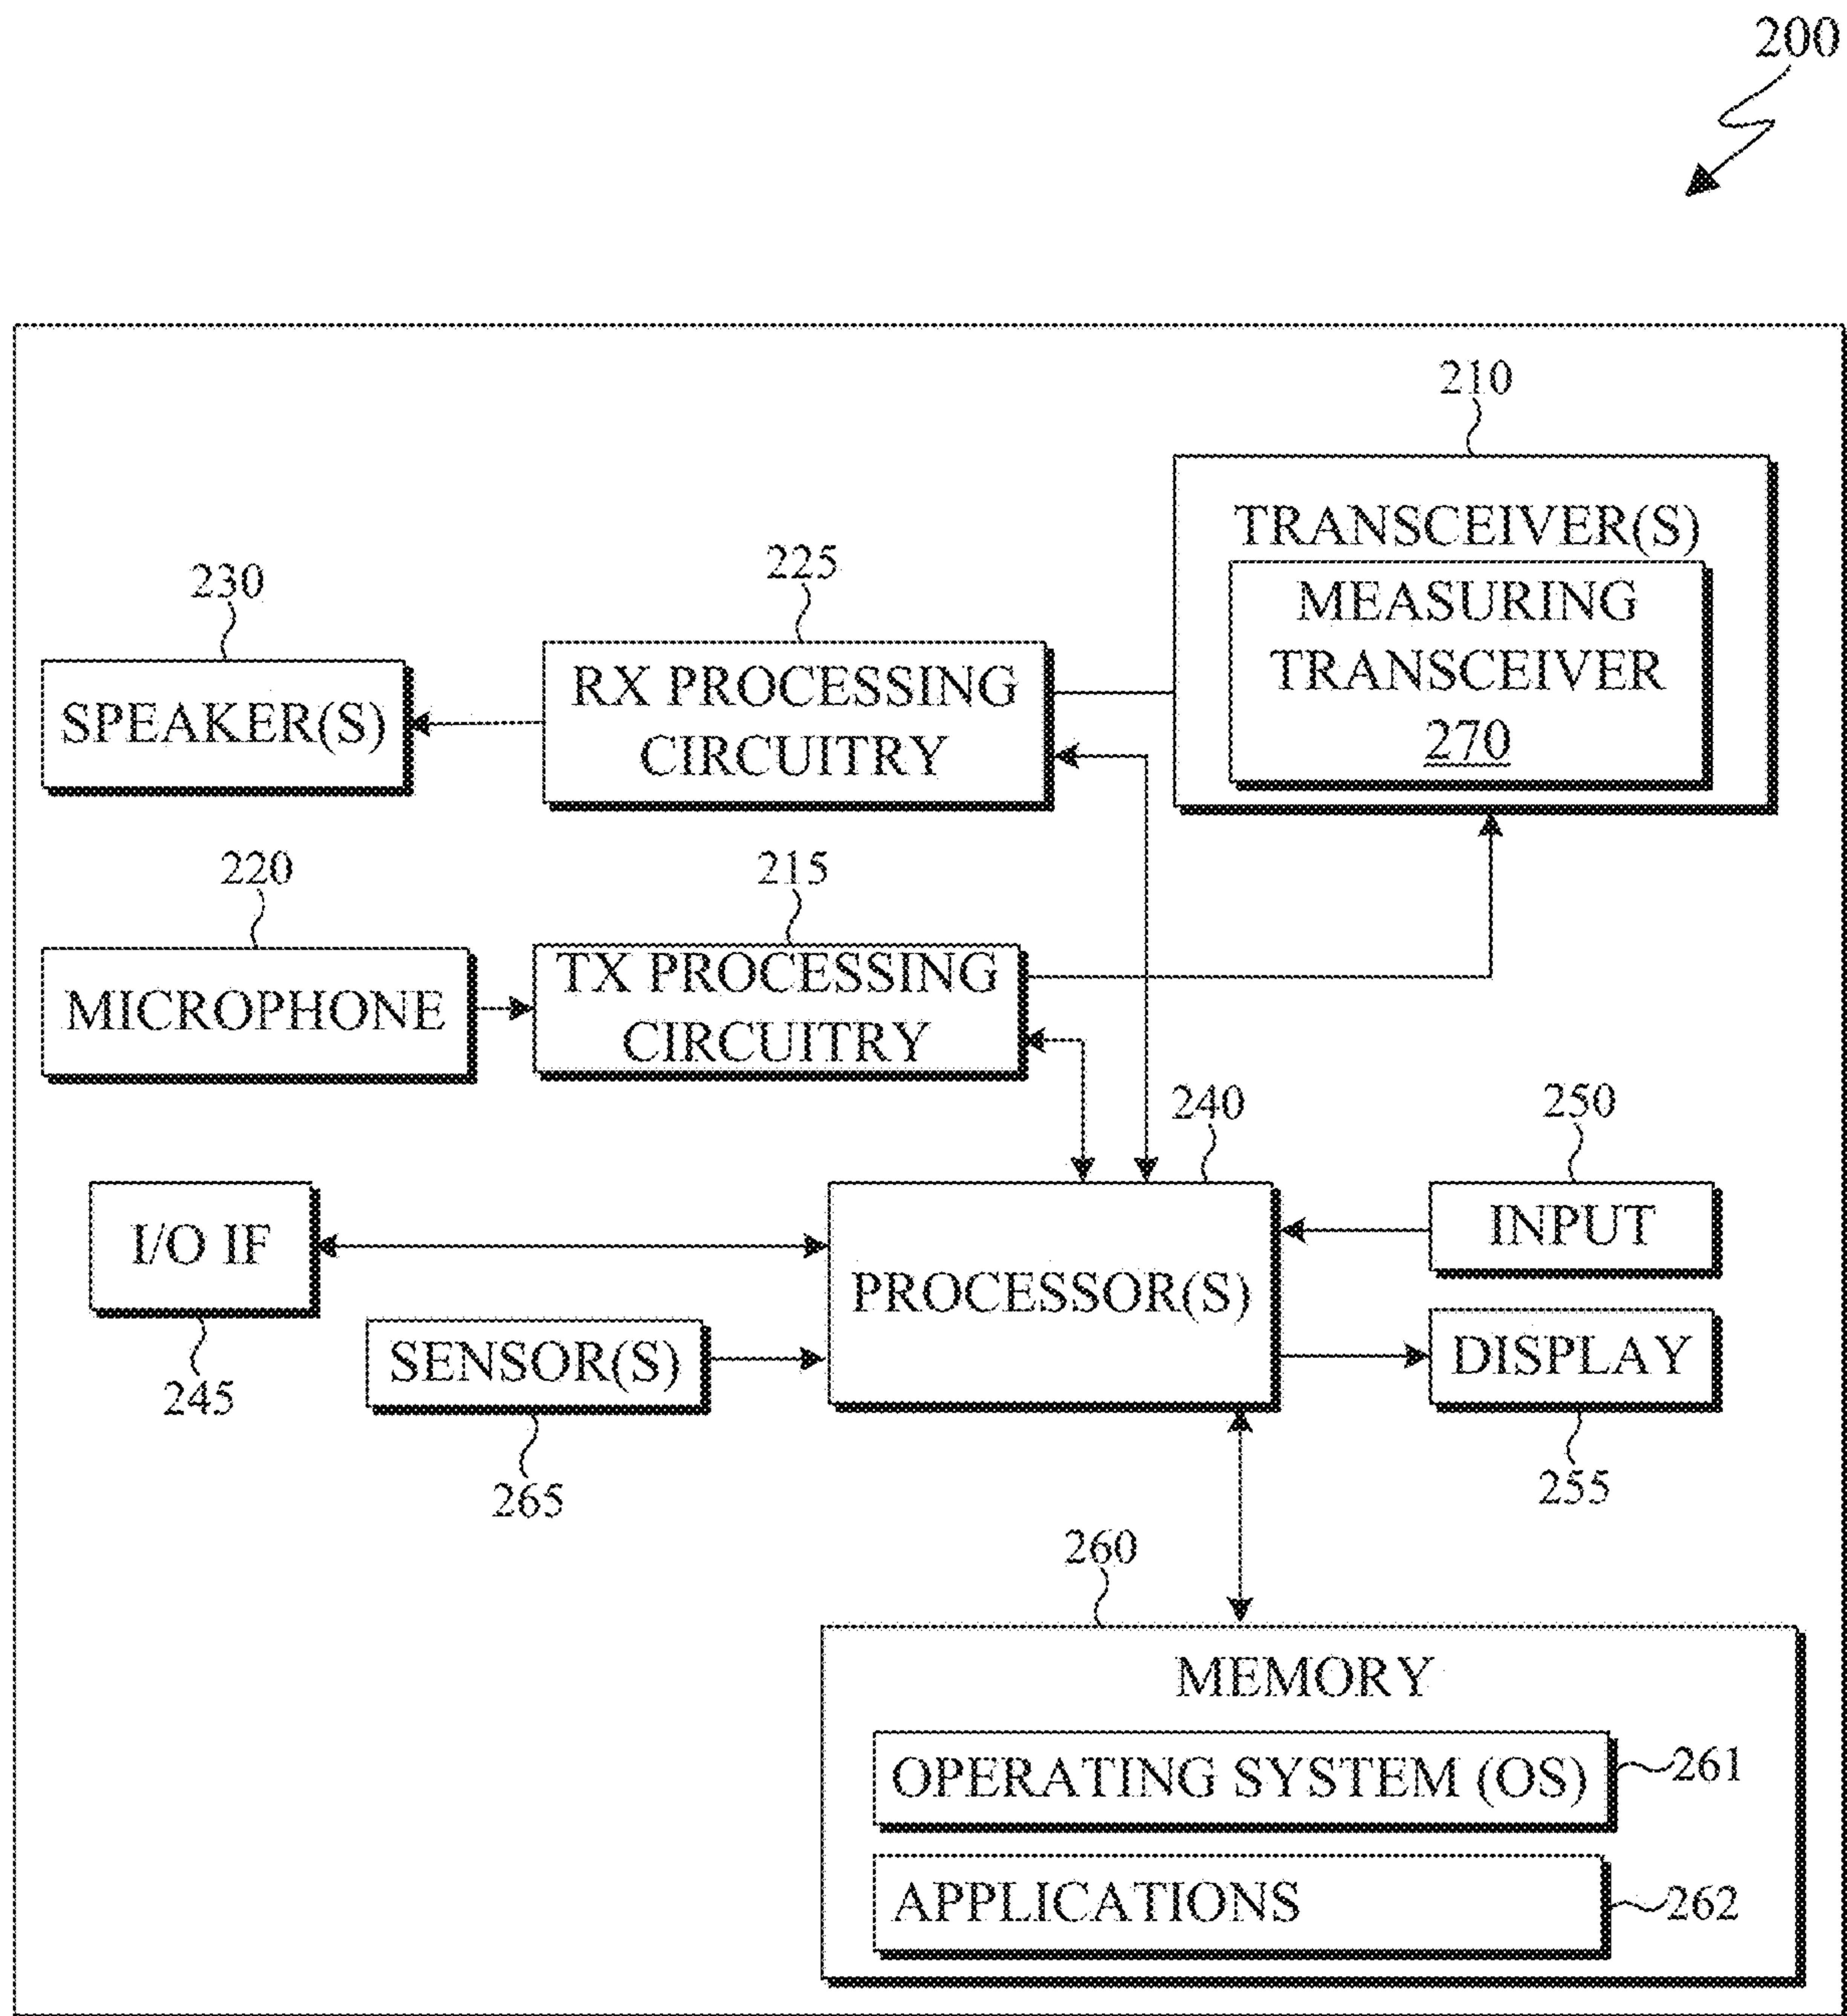 200
210
TRANSCEIVER(S)
MEASURING
TRANSCEIVER
270
225
RX PROCESSING
CIRCUITRY
230
SPEAKER(S)
220
MICROPHONE
215
TX PROCESSING
CIRCUITRY
240
PROCESSOR(S)
250
INPUT
I/O IF
245
SENSOR(S)
265
DISPLAY
255
260
MEMORY
OPERATING SYSTEM (OS)
261
APPLICATIONS
262